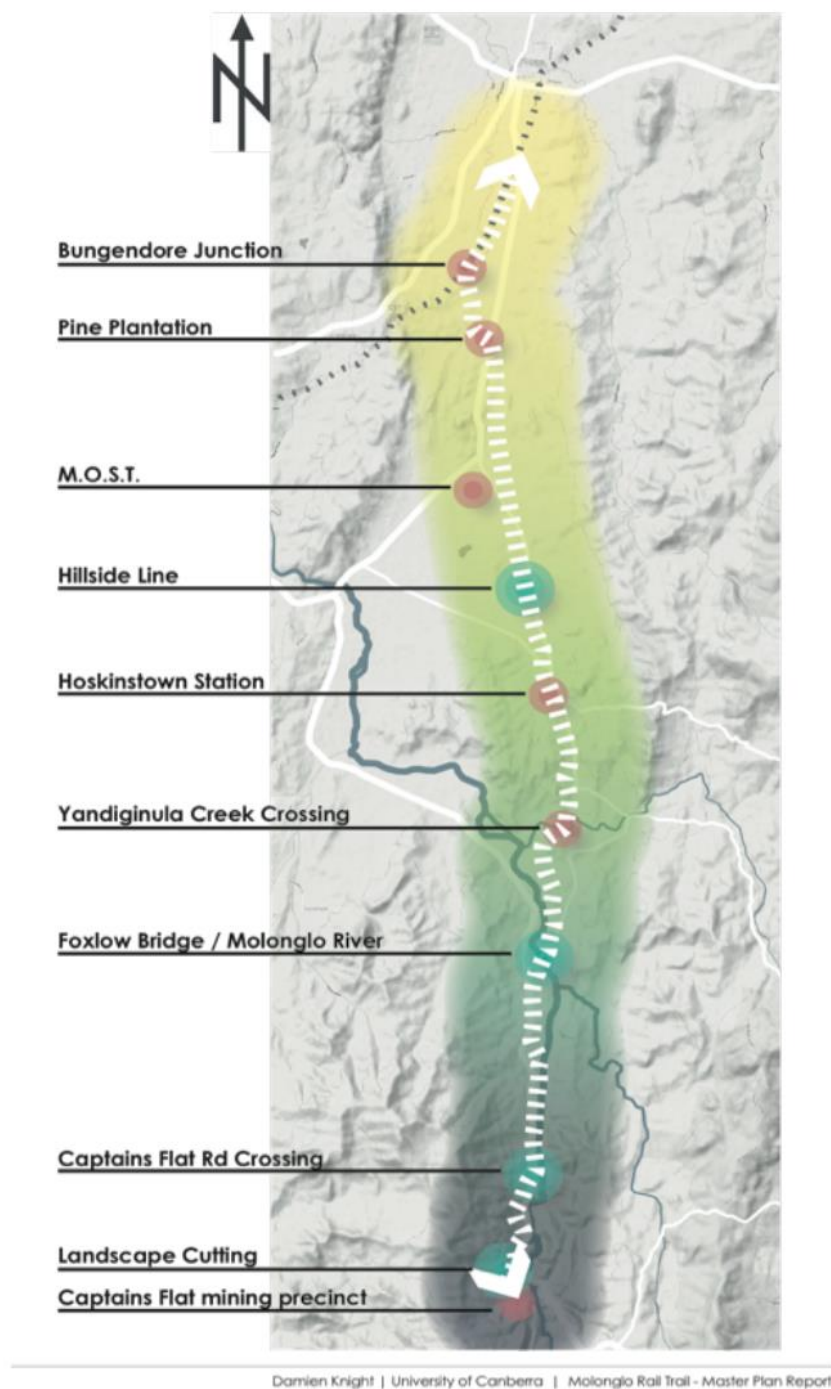 N
Bungendore Junction
Pine Plantation
M.O.S.T.
Hillside Line
Hoskinstown Station
Yandiginula Creek Crossing
Foxlow Bridge / Molonglo River
Captains Flat Rd Crossing
Landscape Cutting
Captains Flat mining precinct
Damien Knight | University of Canberra | Molonglo Rail Trail - Master Plan Report